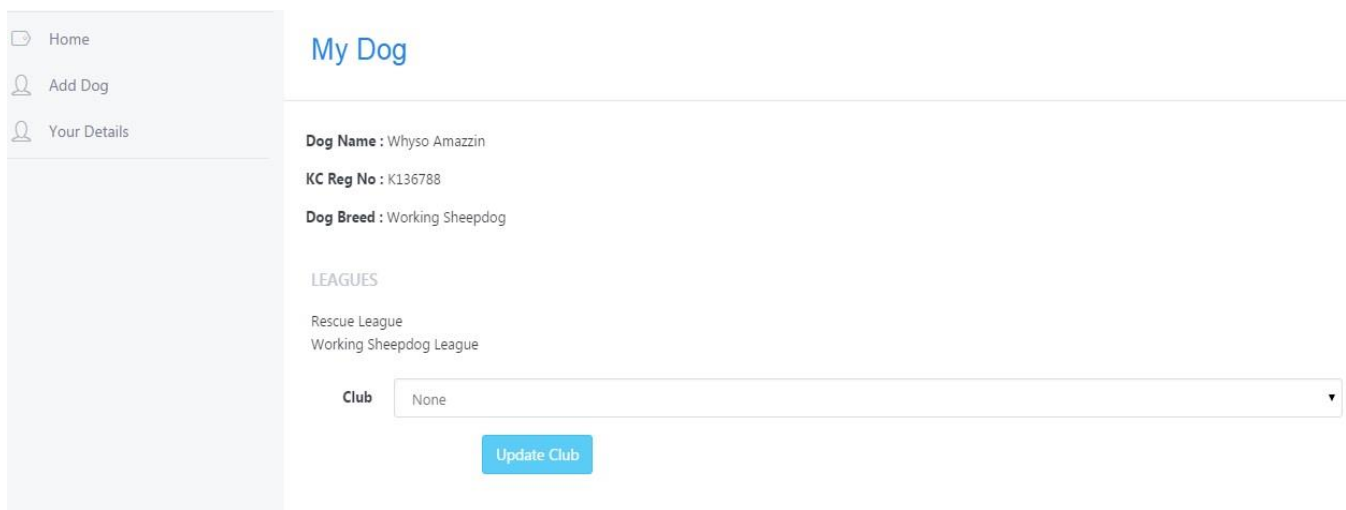 Home
Add Dog
Your Details
My Dog
Dog Name : Whyso Amazzin
KC Reg No : K136788
Dog Breed : Working Sheepdog
LEAGUES
Rescue League
Working Sheepdog League
Club None
Update Club